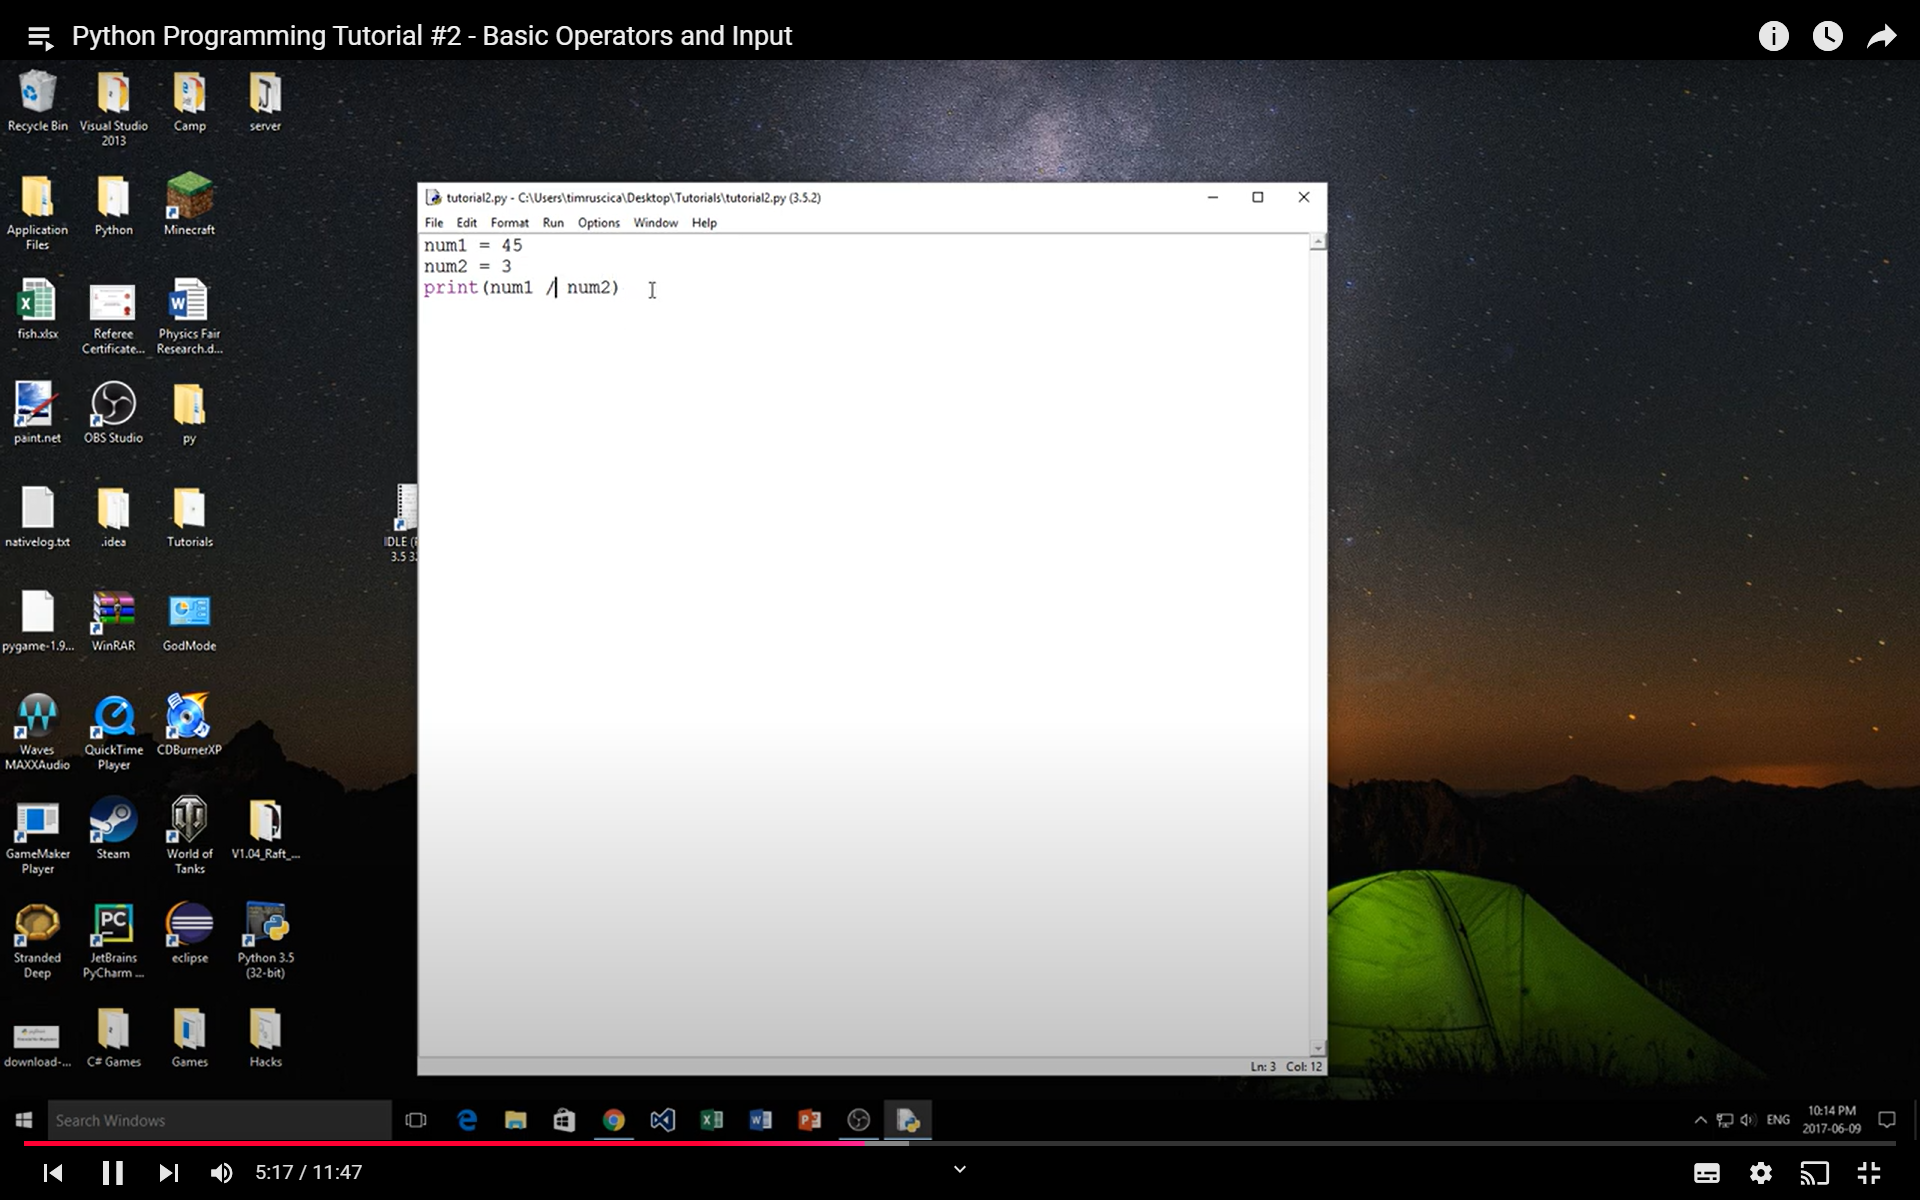 Python Programming Tutorial #2 - Basic Operators and Input
Recycle Bin
Visual Studio
2013
Camp
server
Application
Files
Python
Minecraft
fish.xlsx
Referee
Certificate...
Physics Fair
Research.d...
paint.net
OBS Studio
py
nativelog.txt
.idea
Tutorials
IDLE (
3.5 3
pygame-1.9...
WinRAR
GodMode
Waves
MAXXAudio
QuickTime
Player
CDBurnerXP
GameMaker
Player
Steam
World of
Tanks
V1.04_Raft_...
Stranded
Deep
JetBrains
PyCharm ...
eclipse
Python 3.5
(32-bit)
download-...
C# Games
Games
Hacks
tutorial2.py - C:\Users\timruscica\Desktop\Tutorials\tutorial2.py (3.5.2)
File Edit Format Run Options Window Help
num1 = 45
num2 = 3
print(num1 / num2)
Ln: 3 Col: 12
Search Windows
ENG
10:14 PM
2017-06-09
5:17 / 11:47